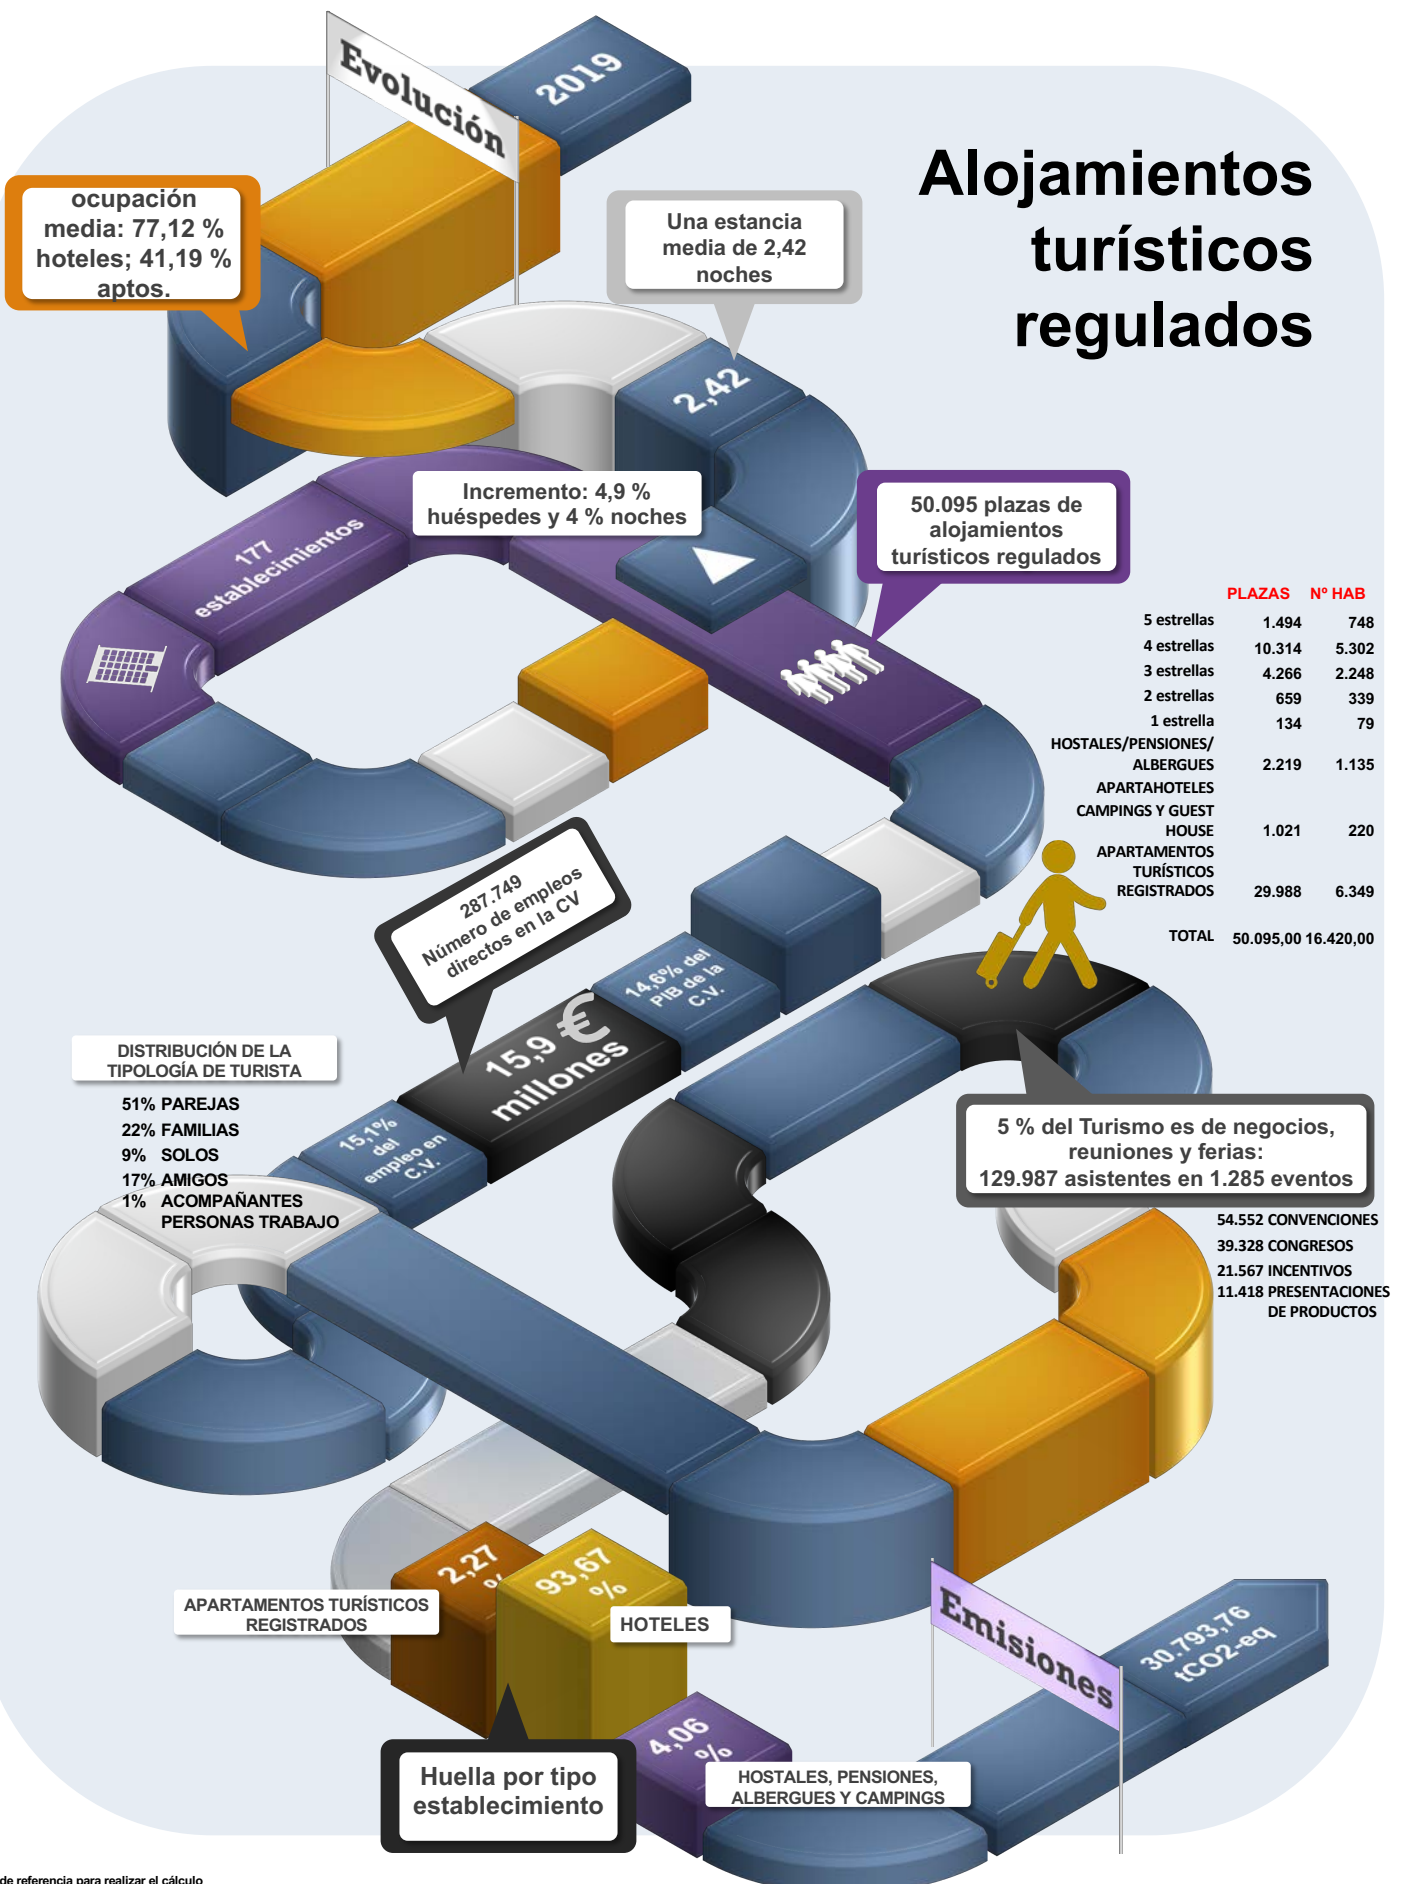 2019
Evolución
Alojamientos
turísticos
regulados
ocupación
media: 77,12 %
hoteles; 41,19 %
aptos.
Una estancia
media de 2,42
noches
2,42
Incremento: 4,9 %
huéspedes y 4 % noches
177
establecimientos
50.095 plazas de
alojamientos
turísticos regulados
PLAZAS Nº HAB
5 estrellas 1.494 748
4 estrellas 10.314 5.302
3 estrellas 4.266 2.248
2 estrellas 659 339
1 estrella 134 79
HOSTALES/PENSIONES/
ALBERGUES 2.219 1.135
APARTAHOTELES
CAMPINGS Y GUEST
HOUSE 1.021 220
APARTAMENTOS
TURÍSTICOS
REGISTRADOS 29.988 6.349
TOTAL 50.095,00 16.420,00
287.749
Número de empleos
directos en la CV
14,6% del
PIB de la
C.V.
15,9 €
millones
15,1%
del
empleo en
C.V.
DISTRIBUCIÓN DE LA
TIPOLOGÍA DE TURISTA
51% PAREJAS
22% FAMILIAS
9% SOLOS
17% AMIGOS
1% ACOMPAÑANTES
PERSONAS TRABAJO
5 % del Turismo es de negocios,
reuniones y ferias:
129.987 asistentes en 1.285 eventos
54.552 CONVENCIONES
39.328 CONGRESOS
21.567 INCENTIVOS
11.418 PRESENTACIONES
DE PRODUCTOS
2,27
%
93,67
%
APARTAMENTOS TURÍSTICOS
REGISTRADOS
HOTELES
Emisiones
30.793,76
tCO2-eq
4,06
%
Huella por tipo
establecimiento
HOSTALES, PENSIONES,
ALBERGUES Y CAMPINGS
de referencia para realizar el cálculo